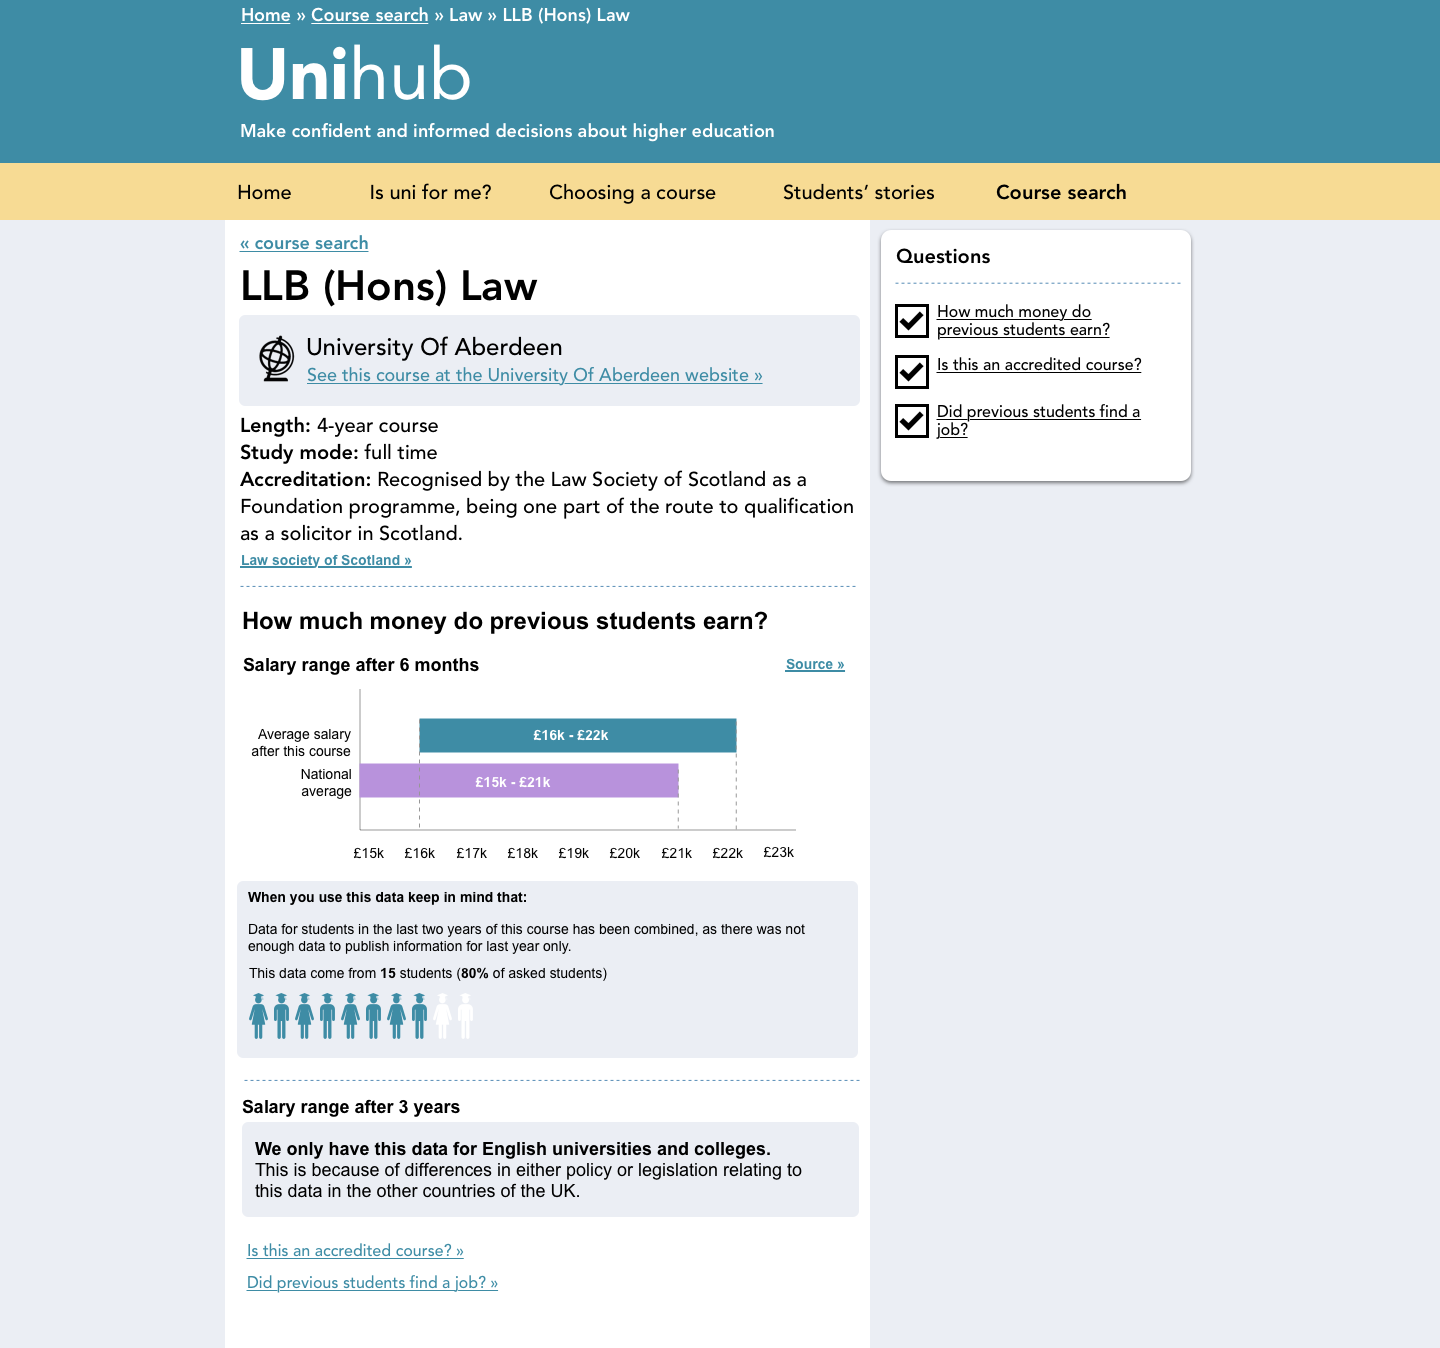 Home » Course search » Law » LLB (Hons) Law
Unihub
Make confident and informed decisions about higher education
Home Is uni for me? Choosing a course Students’ stories Course search
« course search
LLB (Hons) Law
University Of Aberdeen
See this course at the University Of Aberdeen website »
Length: 4-year course
Study mode: full time
Accreditation: Recognised by the Law Society of Scotland as a
Foundation programme, being one part of the route to qualification
as a solicitor in Scotland.
Law society of Scotland »
How much money do previous students earn?
Salary range after 6 months
Source »
Average salary
after this course
£16k - £22k
National
average
£15k - £21k
£15k £16k £17k £18k £19k £20k £21k £22k £23k
When you use this data keep in mind that:
Data for students in the last two years of this course has been combined, as there was not
enough data to publish information for last year only.
This data come from 15 students (80% of asked students)
Salary range after 3 years
We only have this data for English universities and colleges.
This is because of differences in either policy or legislation relating to
this data in the other countries of the UK.
Is this an accredited course? »
Did previous students find a job? »
Questions
How much money do
previous students earn?
Is this an accredited course?
Did previous students find a
job?